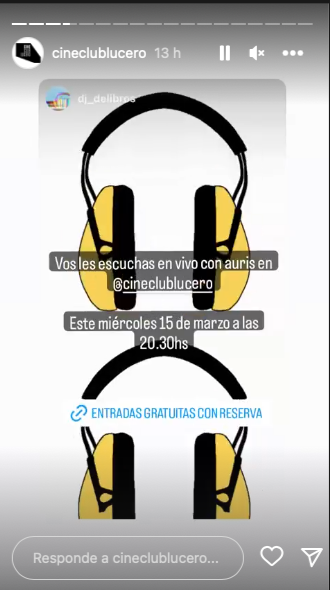 cineclublucero 13 h
dj_delibros
Vos les escuchas en vivo con auris en
@cineclublucero
Este miércoles 15 de marzo a las
20.30hs
ENTRADAS GRATUITAS CON RESERVA
Responde a cineclublucero...